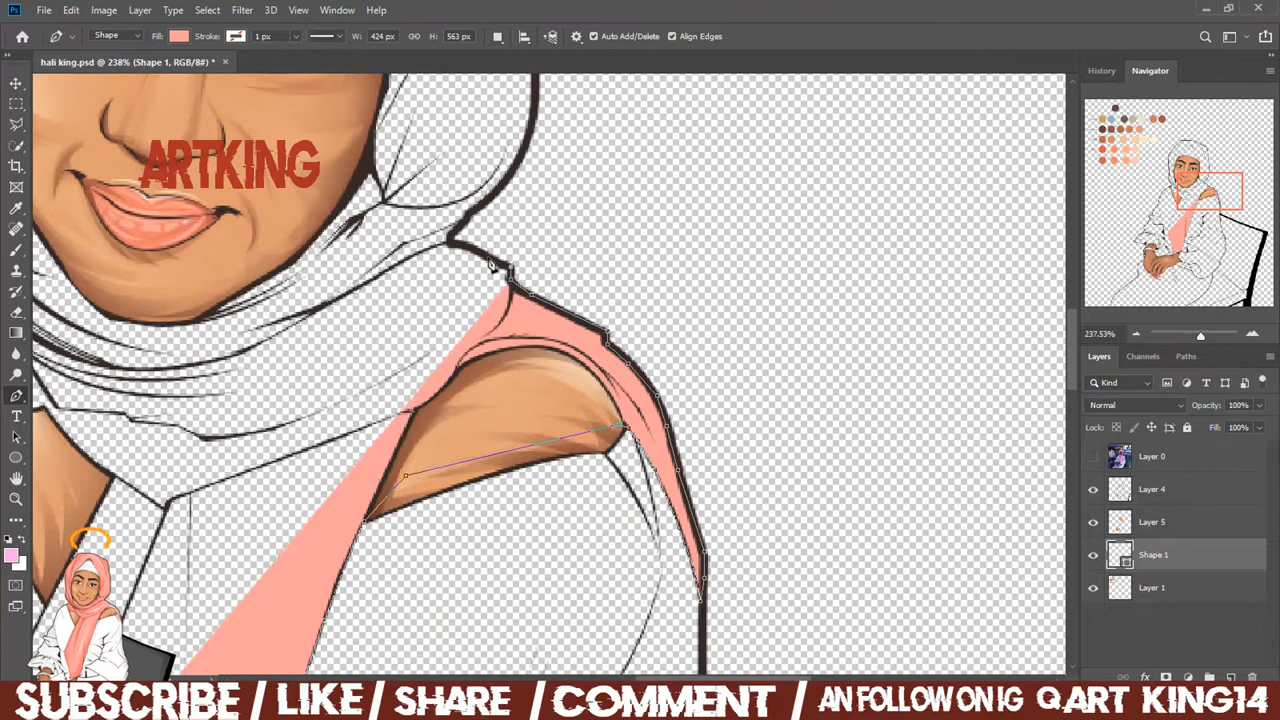 Ps File Edit Image Layer Type Select Filter 3D View Window Help
Shape Fill: Stroke: 1 px W: 424 px H: 563 px Auto Add/Delete Align Edges
hali king.psd @ 238% (Shape 1, RGB/8#) *
History Navigator
ARTKING
237.53%
Layers Channels Paths
Kind
Normal Opacity: 100%
Lock: Fill: 100%
Layer 0
Layer 4
Layer 5
Shape 1
Layer 1
SUBSCRIBE / LIKE / SHARE / COMMENT AN FOLLOW ON IG QART KING14